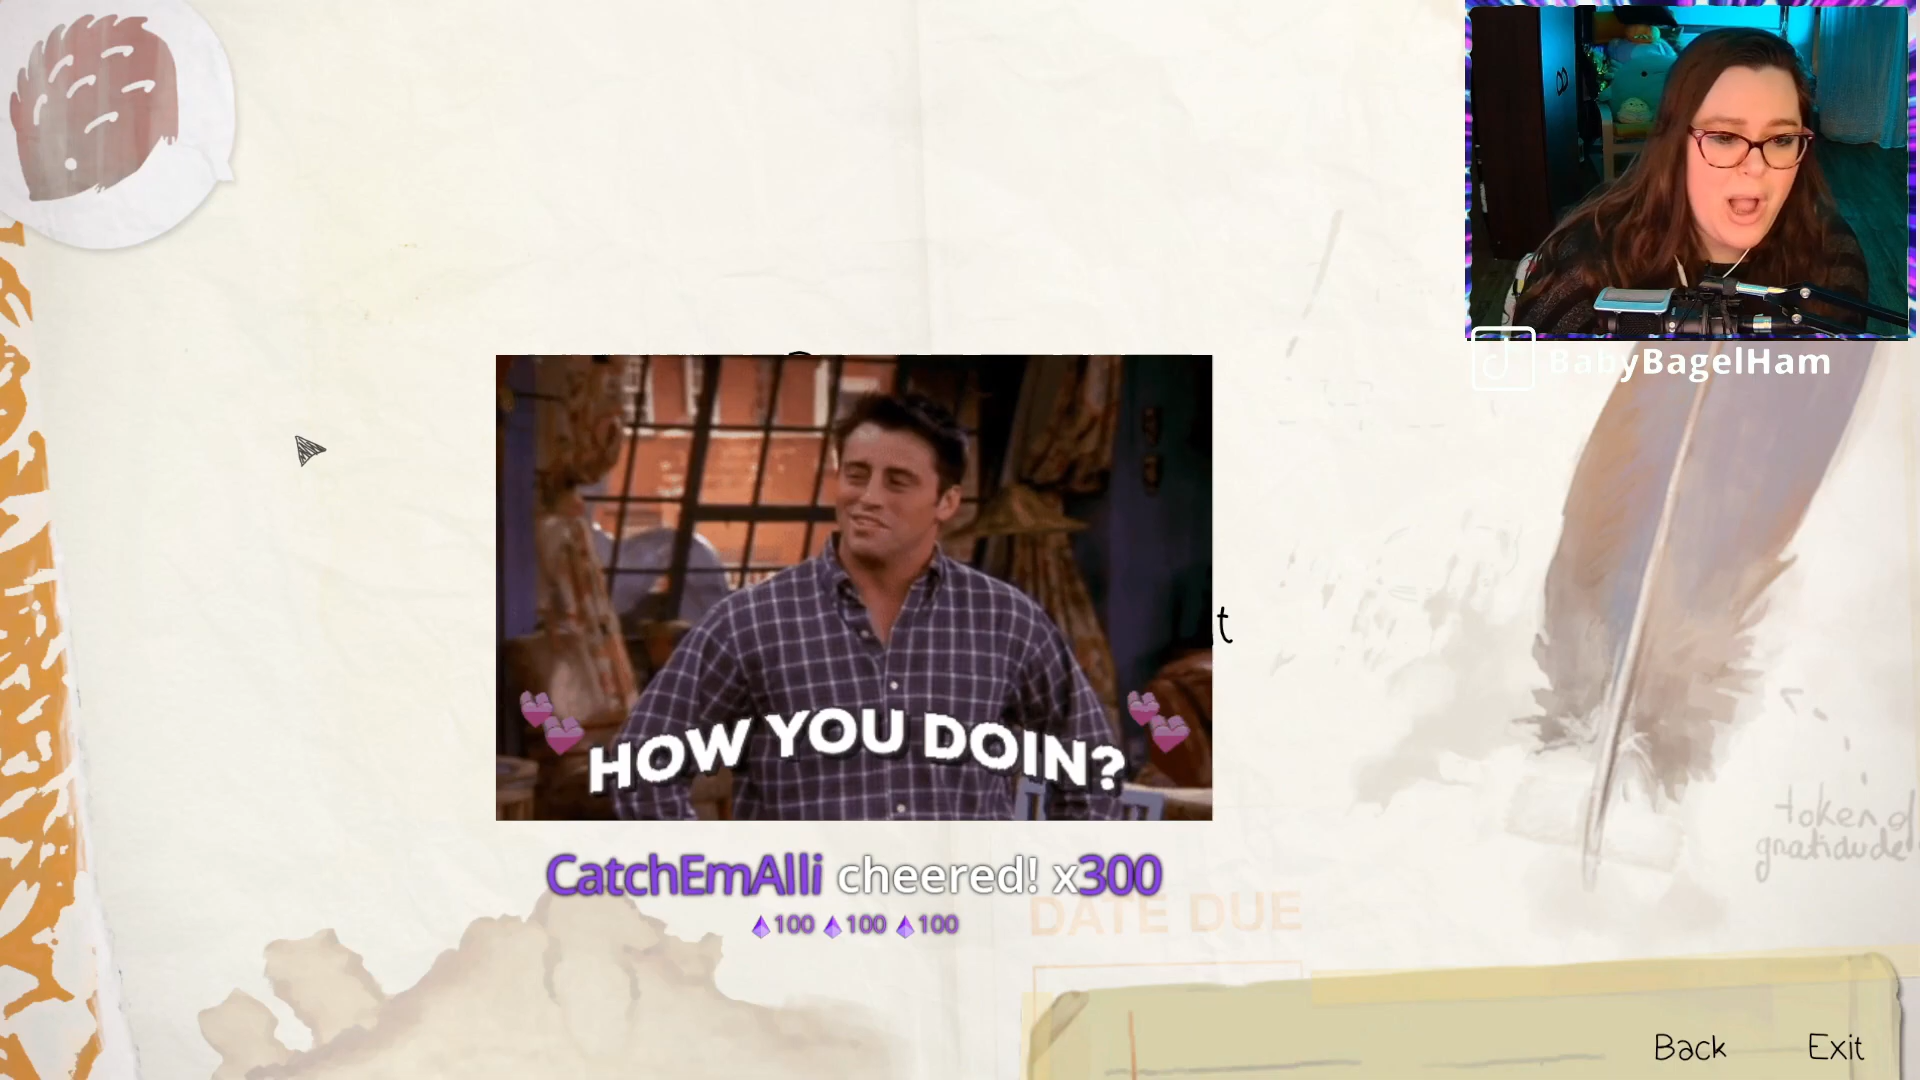 BabyBagelHam
t
HOW YOU DOIN?
token of
gratidude
CatchEmAlli cheered! x300
100 100 100
DATE DUE
Back Exit